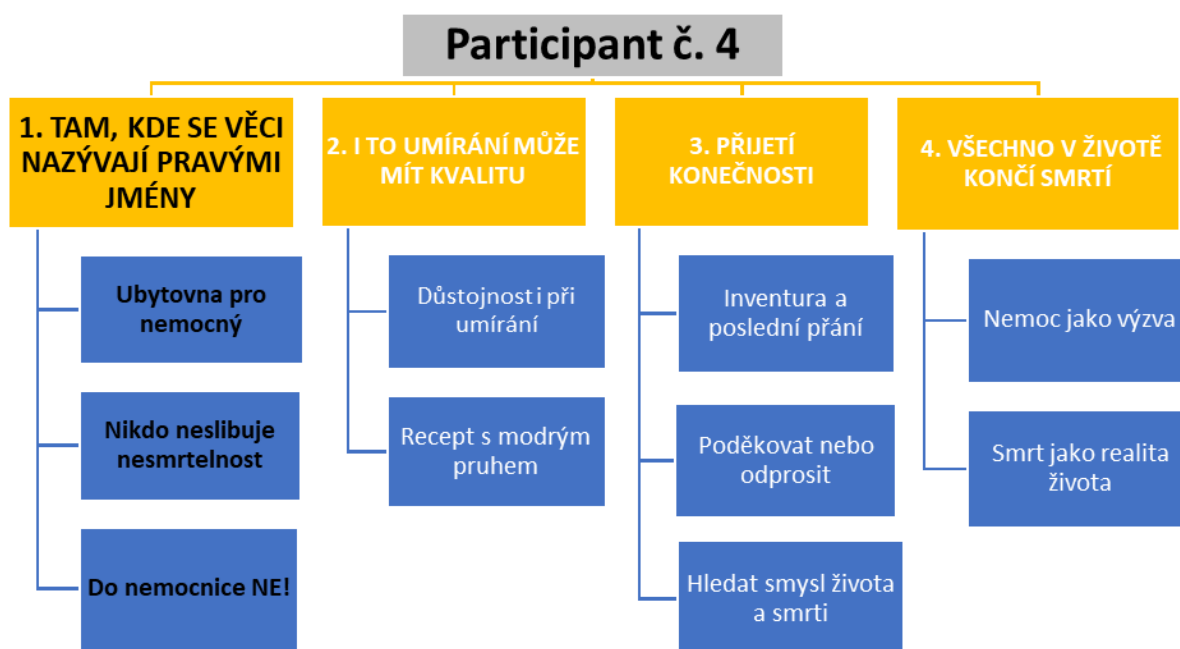 Participant č. 4
1. TAM, KDE SE VĚCI
NAZÝVAJÍ PRAVÝMI
JMÉNY
Ubytovna pro
nemocný
Nikdo neslibuje
nesmrtelnost
Do nemocnice NE!
2. I TO UMÍRÁNÍ MŮŽE
MÍT KVALITU
Důstojnost i při
umírání
Recept s modrým
pruhem
3. PŘIJETÍ
KONEČNOSTI
Inventura a
poslední přání
Poděkovat nebo
odprosit
Hledat smysl života
a smrti
4. VŠECHNO V ŽIVOTĚ
KONČÍ SMRTÍ
Nemoc jako výzva
Smrt jako realita
života